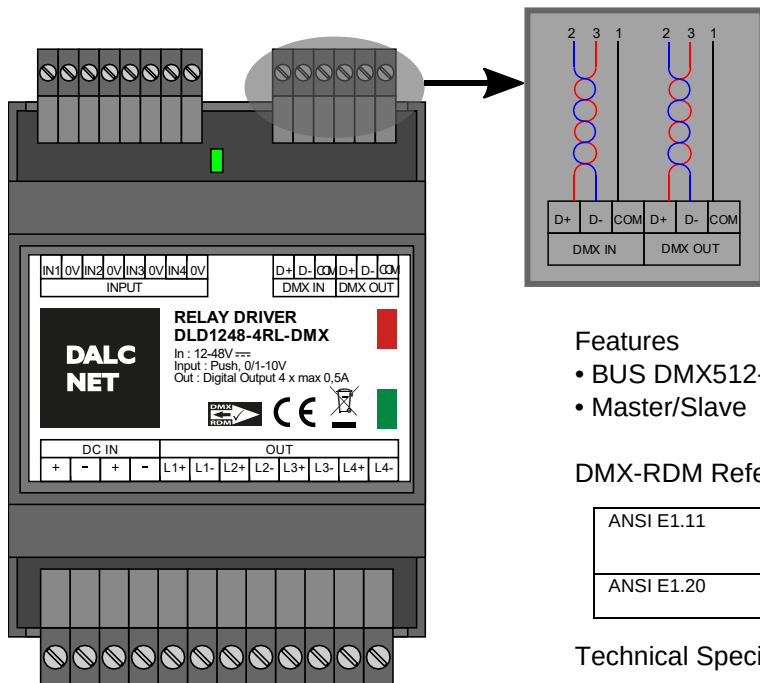 2 3 1 2 3 1
D+ D- COM D+ D- COM
DMX IN DMX OUT
IN1 0V IN2 0V IN3 0V IN4 0V
INPUT
D+ D- COM D+ D- COM
DMX IN DMX OUT
DALC
NET
RELAY DRIVER
DLD1248-4RL-DMX
In : 12-48V
Input : Push, 0/1-10V
Out : Digital Output 4 x max 0,5A
DMX
RDM
CE
DC IN OUT
+ - + - L1+ L1- L2+ L2- L3+ L3- L4+ L4-
Features
• BUS DMX512-
• Master/Slave
DMX-RDM Refe
ANSI E1.11
ANSI E1.20
Technical Speci